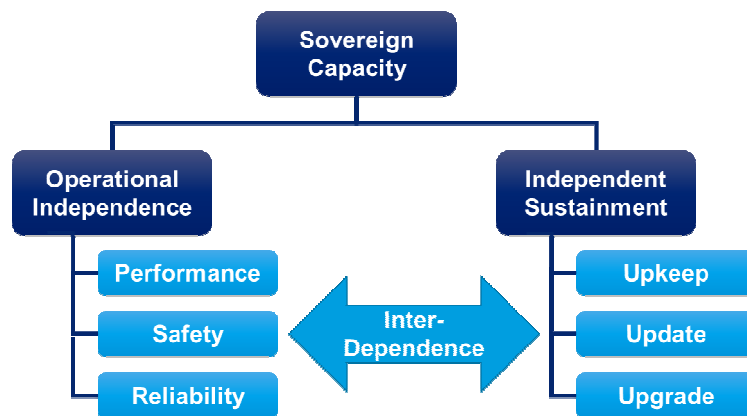 Sovereign
Capacity
Operational
Independence
Independent
Sustainment
Performance
Upkeep
Safety
Inter-
Dependence
Update
Reliability
Upgrade